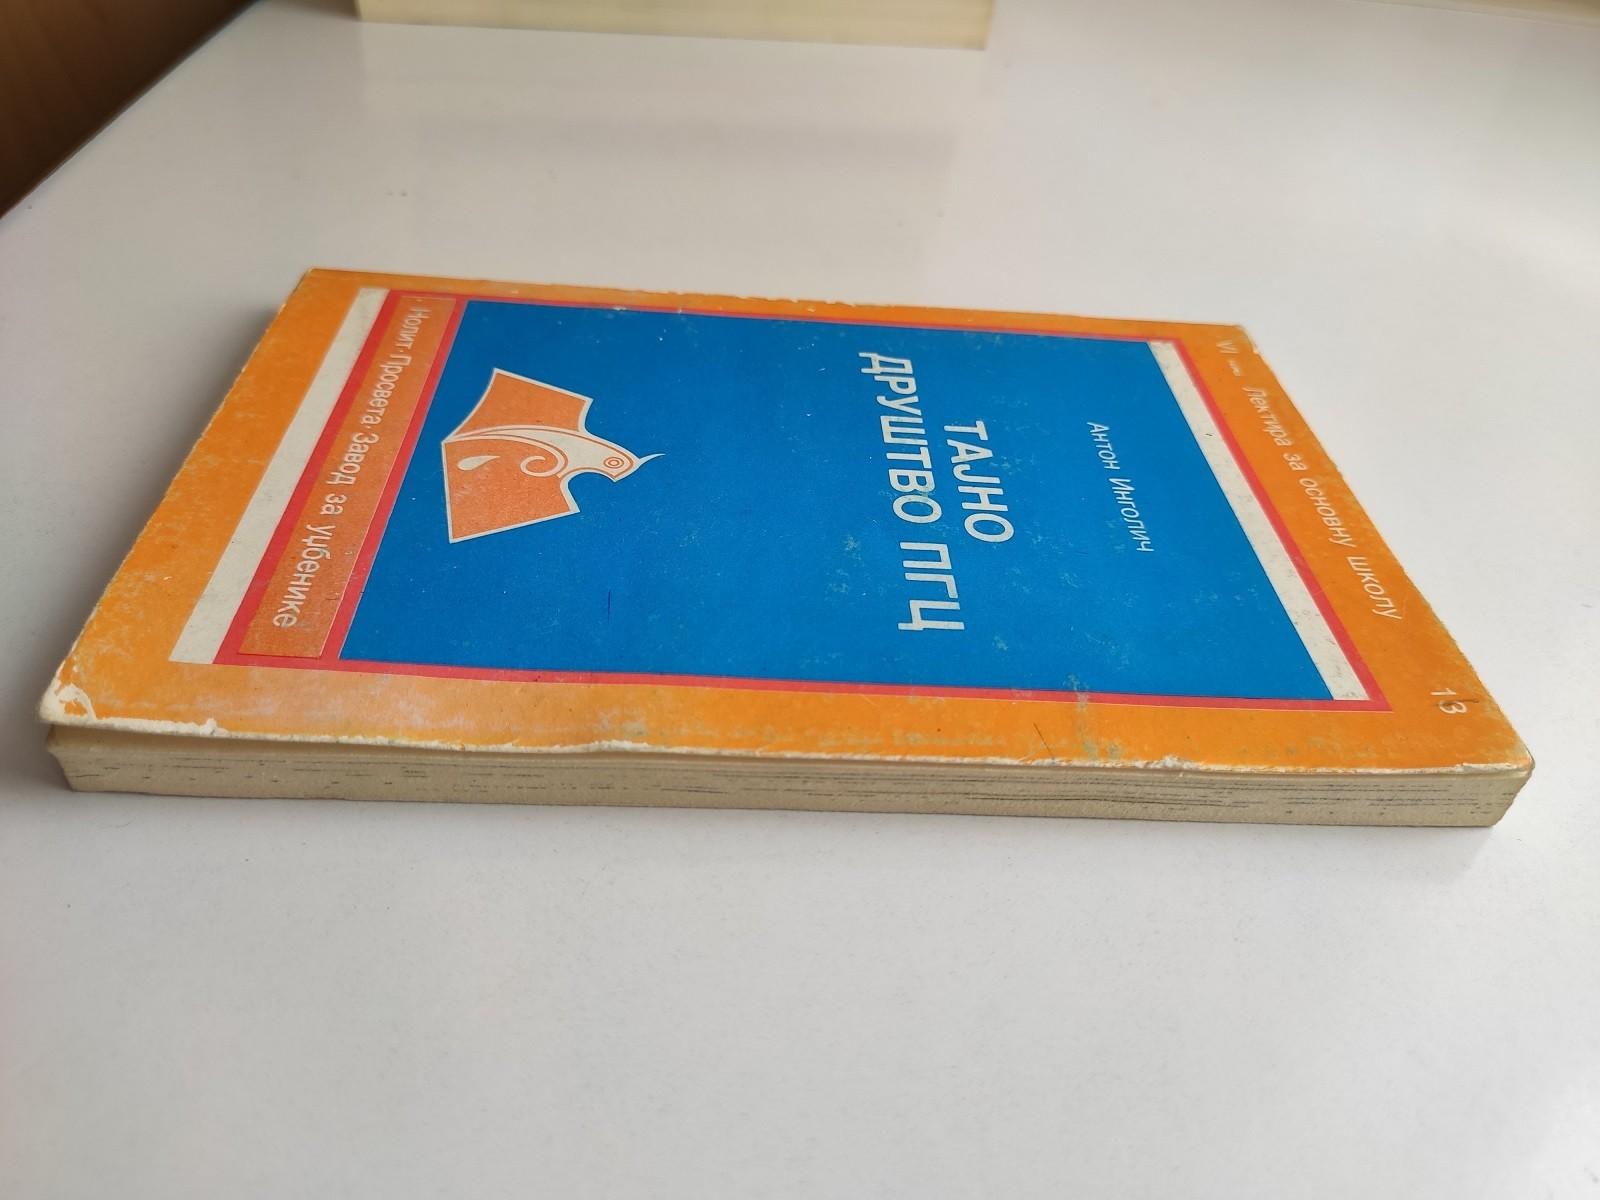 VI Лектира за основну школу 13
Антон Инголич
ТАЈНО
ДРУШТВО ПГЦ
· Нолит · Просвета · Завод за уџбенике